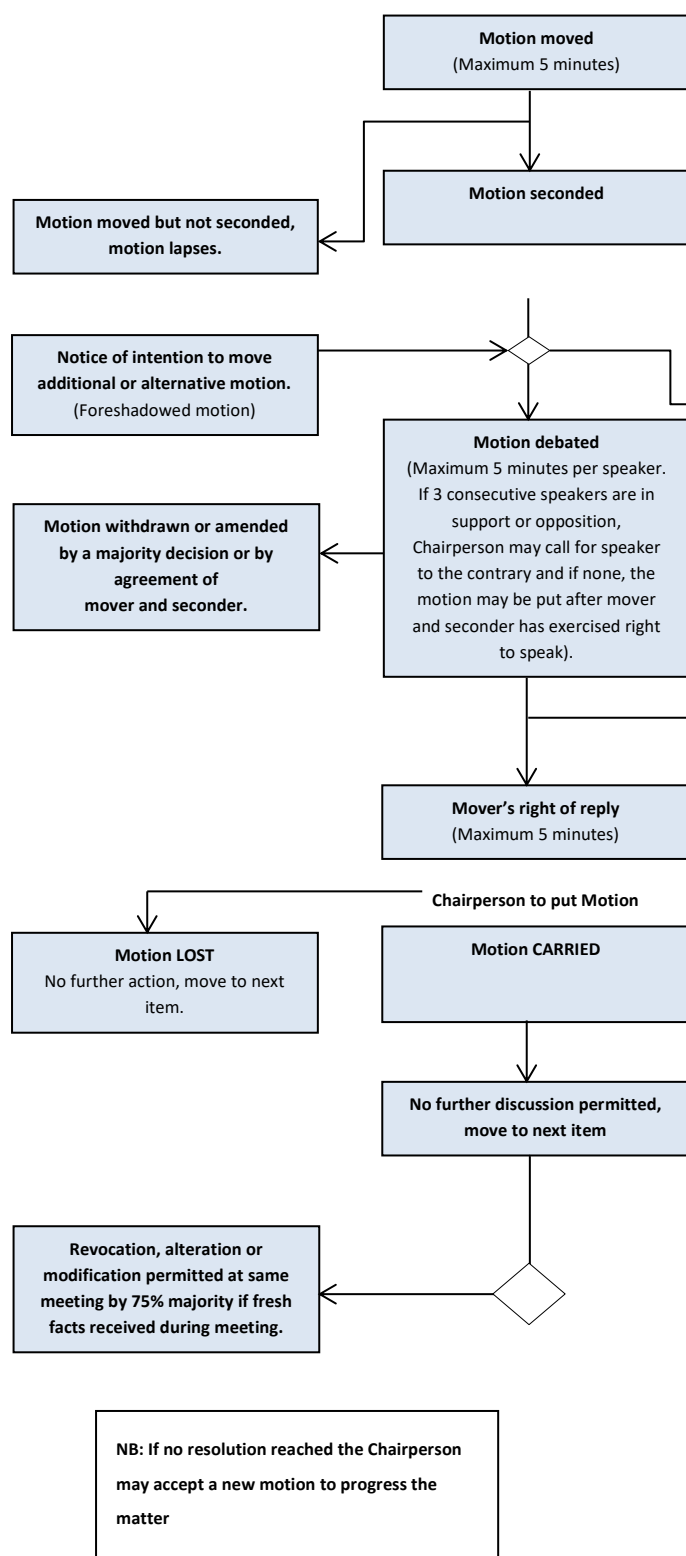 Motion moved
(Maximum 5 minutes)
Motion seconded
Motion moved but not seconded,
motion lapses.
Notice of intention to move
additional or alternative motion.
(Foreshadowed motion)
Motion debated
(Maximum 5 minutes per speaker.
If 3 consecutive speakers are in
support or opposition,
Chairperson may call for speaker
to the contrary and if none, the
motion may be put after mover
and seconder has exercised right
to speak).
Motion withdrawn or amended
by a majority decision or by
agreement of
mover and seconder.
Mover’s right of reply
(Maximum 5 minutes)
Chairperson to put Motion
Motion LOST
No further action, move to next
item.
Motion CARRIED
No further discussion permitted,
move to next item
Revocation, alteration or
modification permitted at same
meeting by 75% majority if fresh
facts received during meeting.
NB: If no resolution reached the Chairperson
may accept a new motion to progress the
matter